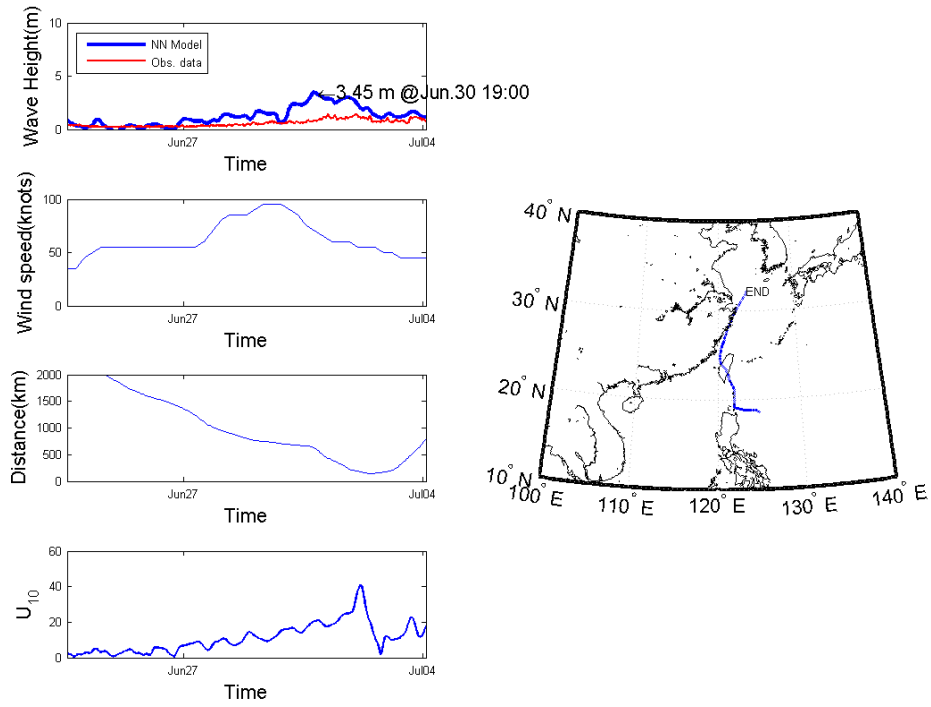 10
5
0
Wave Height(m)
NN Model
Obs. data
←3.45 m @Jun.30 19:00
Jun27
Jul04
Time
100
50
0
Wind speed(knots)
Jun27
Jul04
Time
2000
1500
1000
500
0
Distance(km)
Jun27
Jul04
Time
60
40
20
0
U10
Jun27
Jul04
Time
40° N
30° N
20° N
10° N
END
100° E
110° E
120° E
130° E
140° E